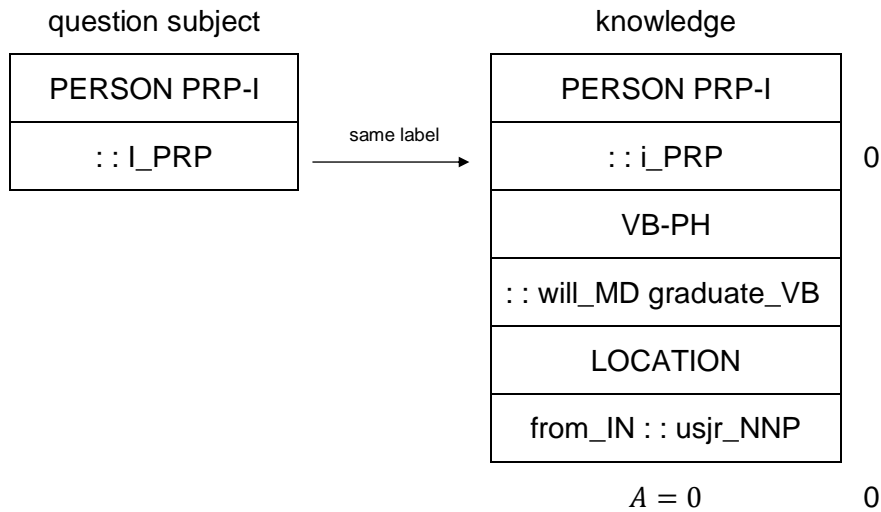 question subject
knowledge
PERSON PRP-I
PERSON PRP-I
: : I_PRP
same label
: : i_PRP
0
VB-PH
: : will_MD graduate_VB
LOCATION
from_IN : : usjr_NNP
A = 0
0